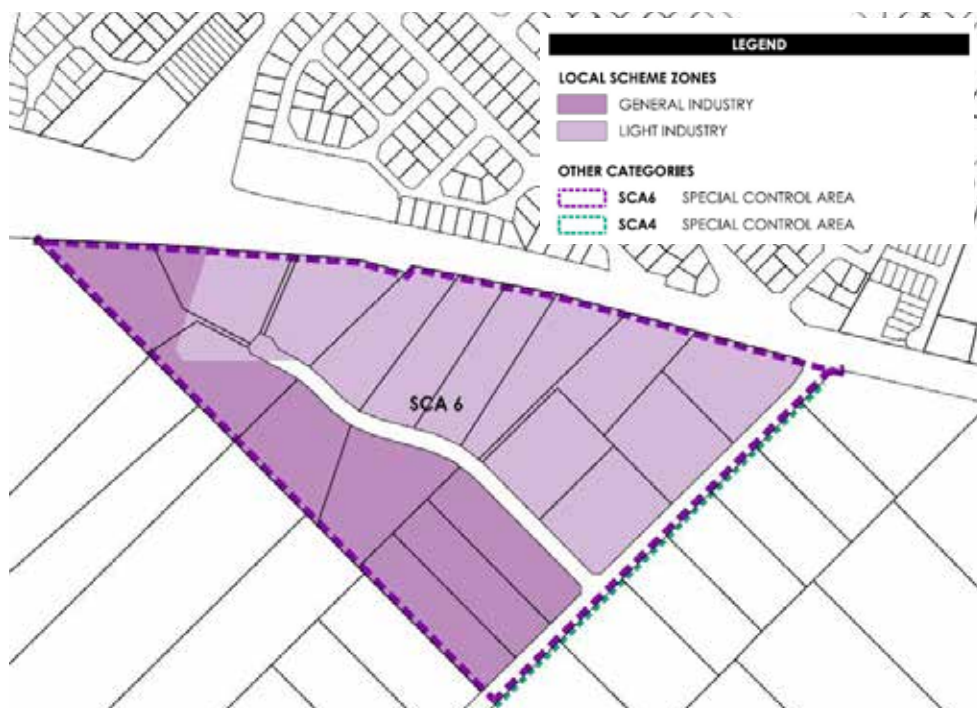 LEGEND
LOCAL SCHEME ZONES
GENERAL INDUSTRY
LIGHT INDUSTRY
OTHER CATEGORIES
SCA6 SPECIAL CONTROL AREA
SCA4 SPECIAL CONTROL AREA
SCA 6